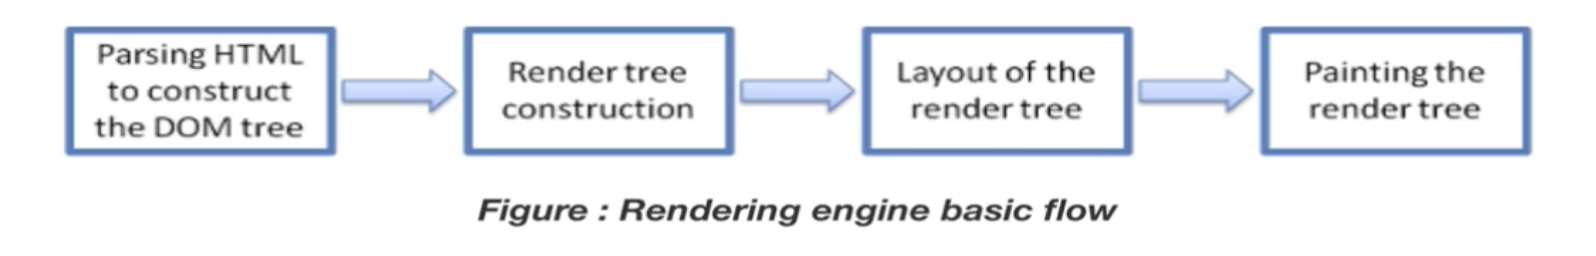 Parsing HTML
to construct
the DOM tree
Render tree
construction
Layout of the
render tree
Painting the
render tree
Figure : Rendering engine basic flow